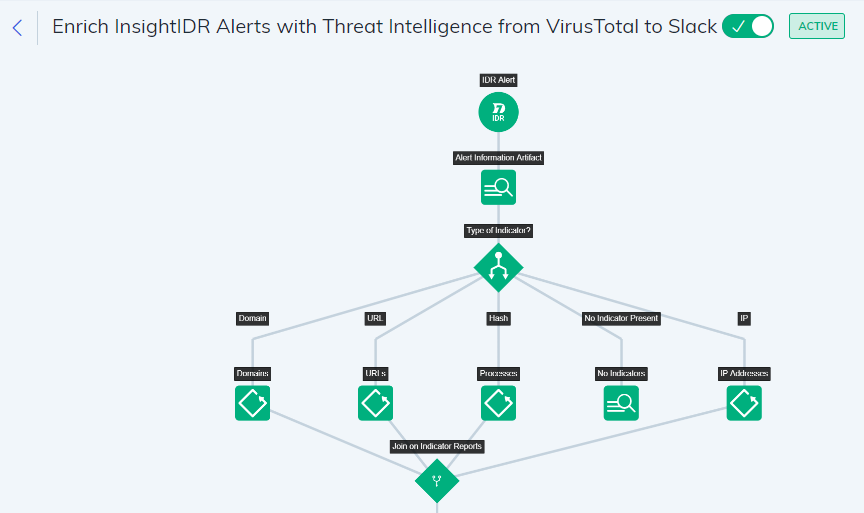 Enrich InsightIDR Alerts with Threat Intelligence from VirusTotal to Slack
ACTIVE
IDR Alert
IDR
Alert Information Artifact
Type of Indicator?
Domain
URL
Hash
No Indicator Present
IP
Domains
URLs
Processes
No Indicators
IP Addresses
Join on Indicator Reports